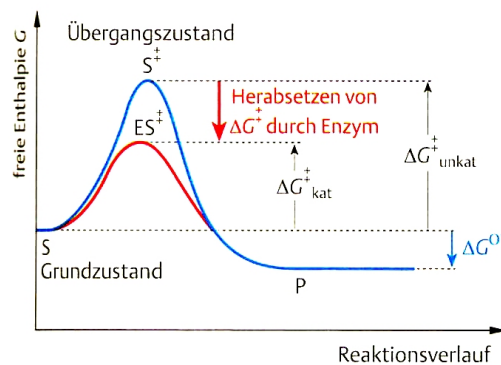 freie Enthalpie G
Übergangszustand
S‡
ES‡
Herabsetzen von
ΔG‡ durch Enzym
ΔG‡kat
ΔG‡unkat
S
Grundzustand
P
ΔG⁰
Reaktionsverlauf